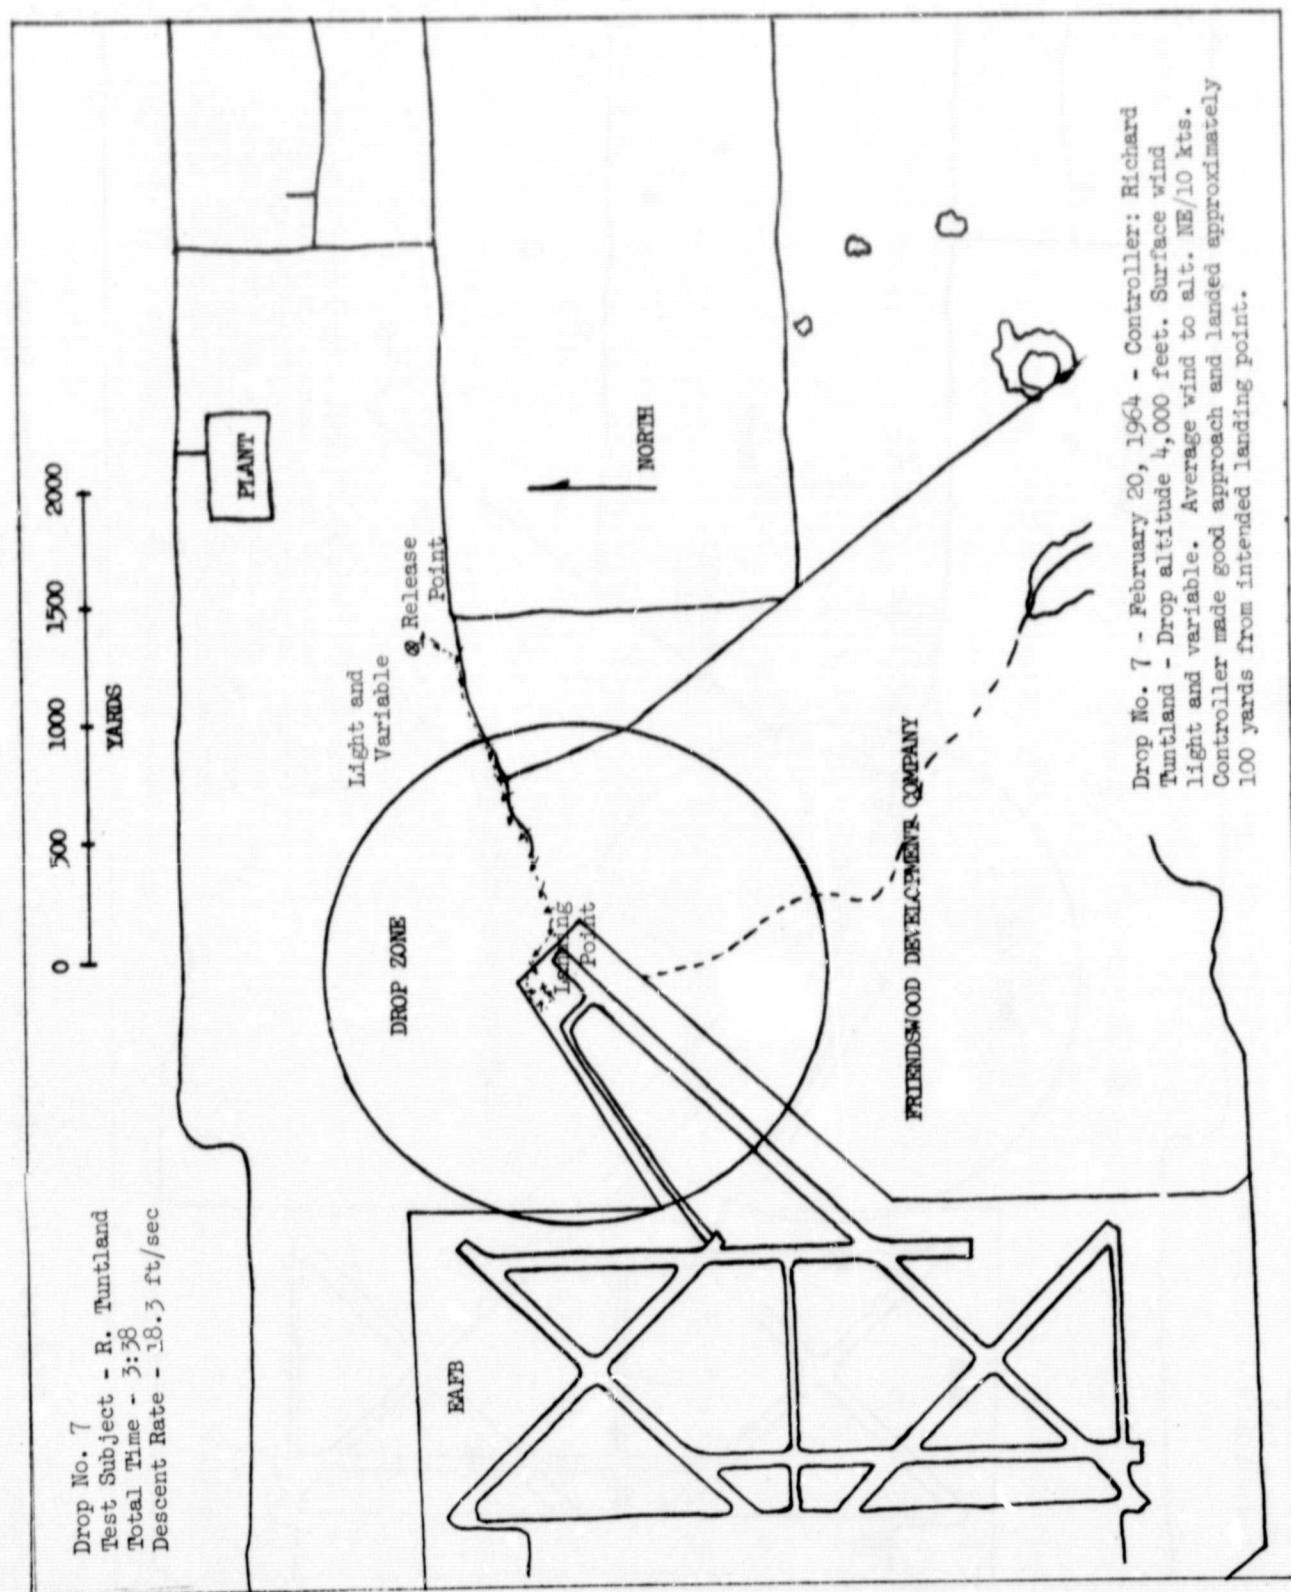 Drop No. 7
Test Subject - R. Tuntland
Total Time - 3:38
Descent Rate - 18.3 ft/sec
0 500 1000 1500 2000
YARDS
PLANT
Light and
Variable
Release
Point
DROP ZONE
Landing
Point
NORTH
EAFB
FRIENDSWOOD DEVELOPMENT COMPANY
Drop No. 7 - February 20, 1964 - Controller: Richard
Tuntland - Drop altitude 4,000 feet. Surface wind
light and variable. Average wind to alt. NE/10 kts.
Controller made good approach and landed approximately
100 yards from intended landing point.